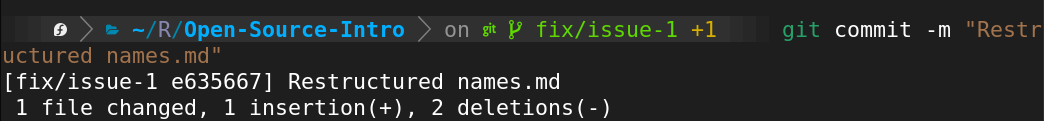 ~/R/Open-Source-Intro on git fix/issue-1 +1 git commit -m "Restr
uctured names.md"
[fix/issue-1 e635667] Restructured names.md
1 file changed, 1 insertion(+), 2 deletions(-)